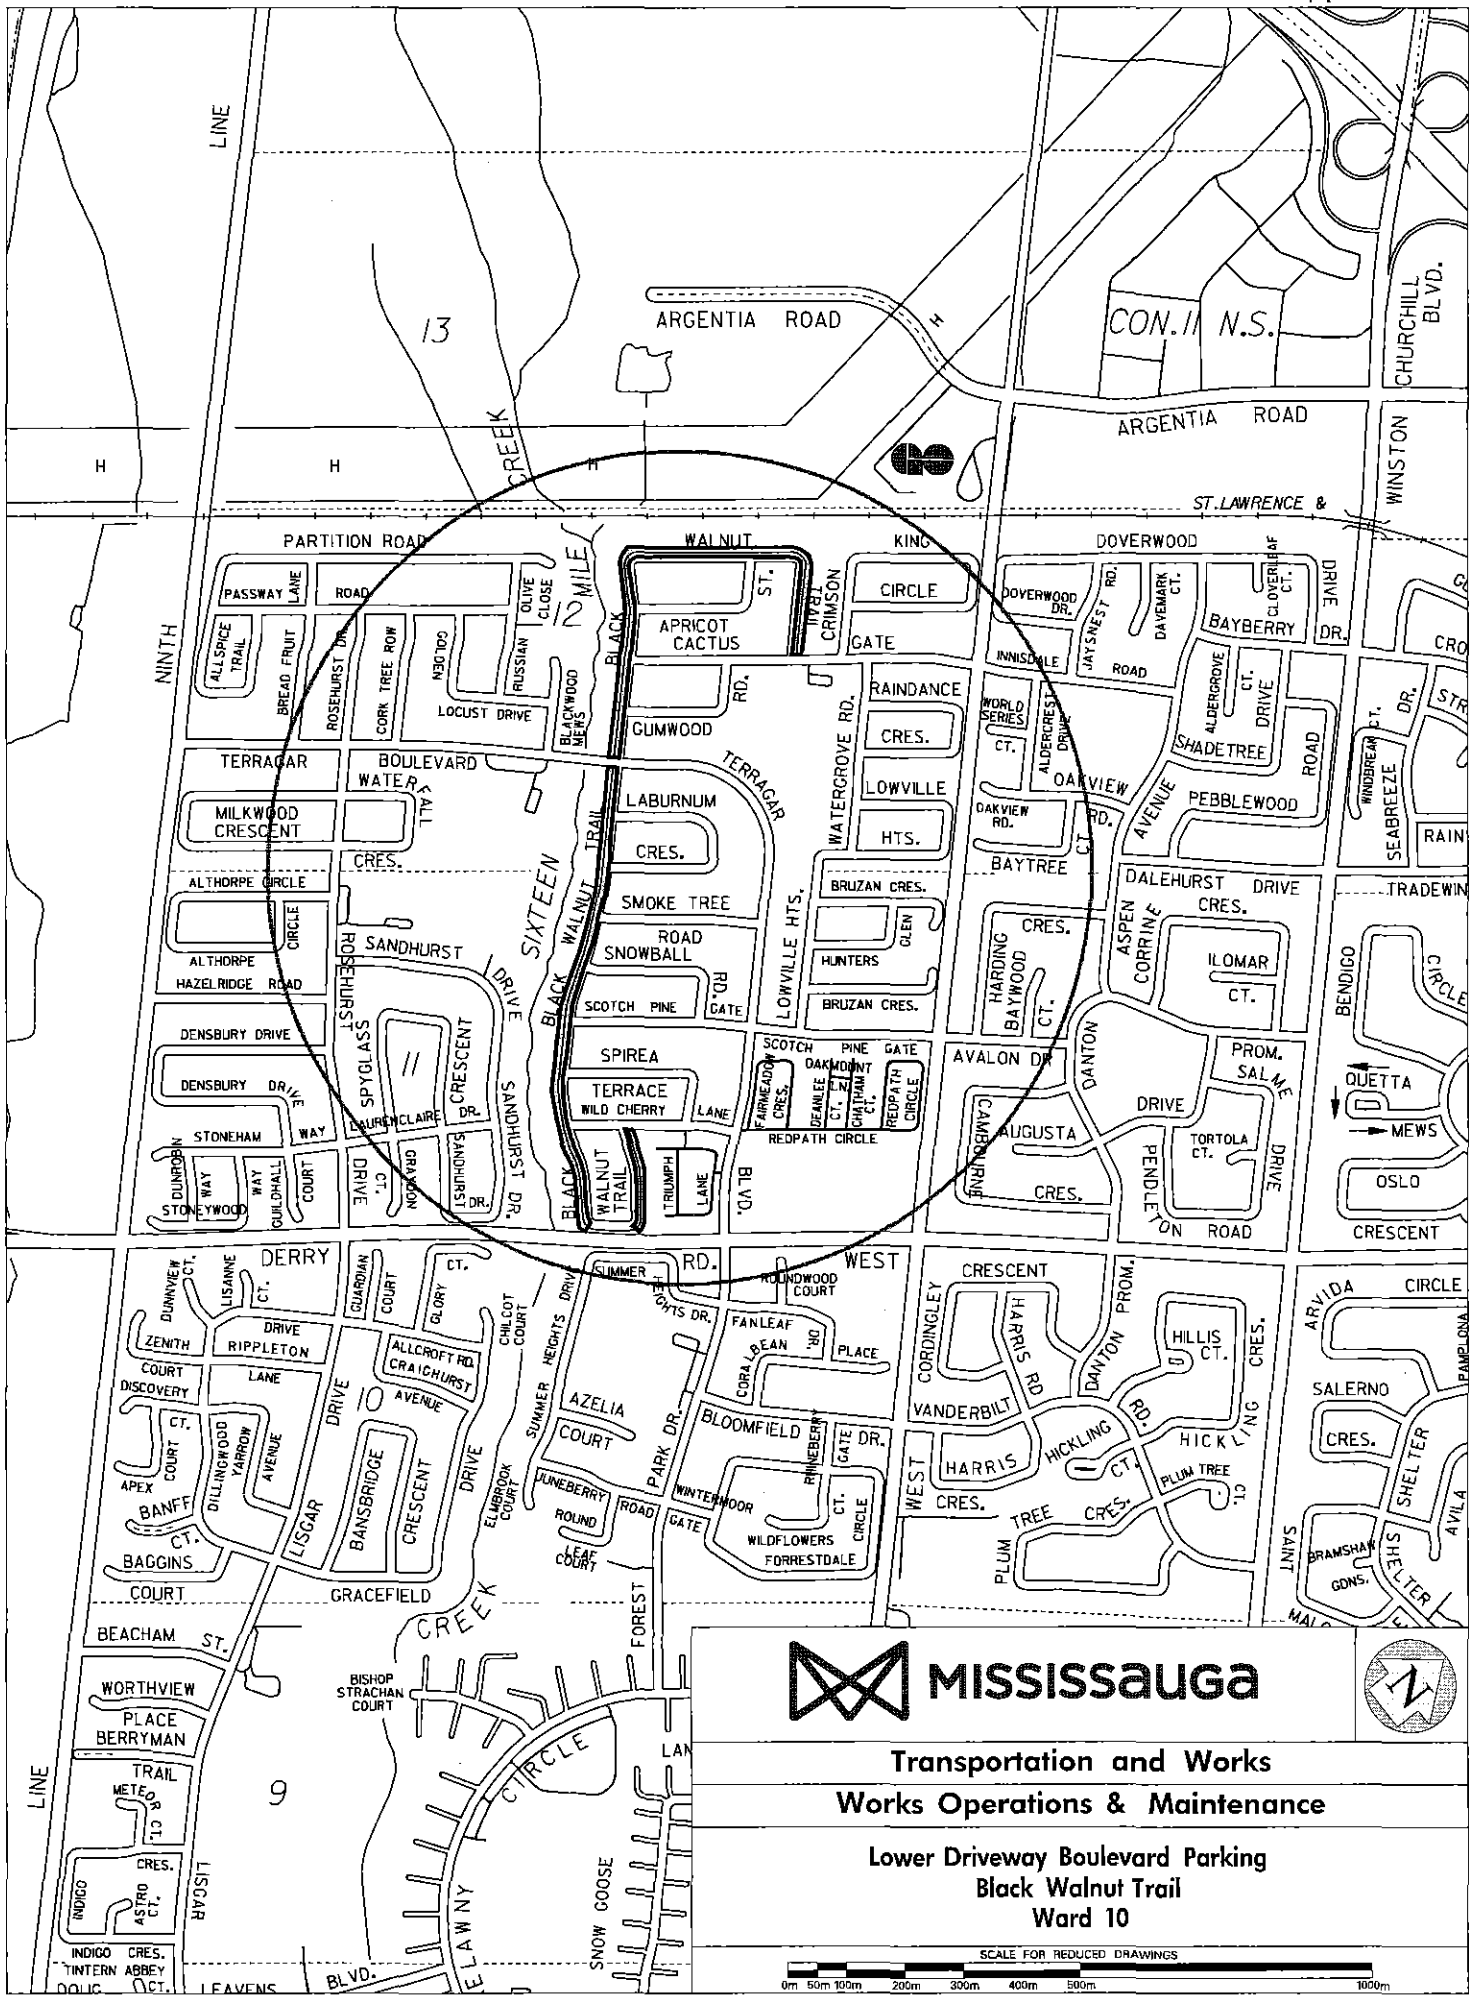 LINE
13
ARGENTIA ROAD
H
CON. 11 N.S.
CHURCHILL
BLVD.
ARGENTIA ROAD
WINSTON
CREEK
H
H
H
GO
ST. LAWRENCE &
PARTITION ROAD
WALNUT
KING
DOVERWOOD
PASSWAY
LANE
ROAD
OLIVE
CLOSE
MILE
12
ST.
TRAIL
CRIMSON
CIRCLE
DOVERWOOD
DR.
JAYSNEST RD.
DAVEMARK
CT.
CLOVERLEAF
CT.
DRIVE
BAYBERRY DR.
NINTH
ALLSPICE
TRAIL
BREAD FRUIT
ROSEHURST DR.
CORK TREE ROW
GOLDEN
RUSSIAN
LOCUST DRIVE
BLACKWOOD
MEWS
BLACK
APRICOT
CACTUS
GATE
INNISDALE
ROAD
RD.
GUMWOOD
WATERGROVE RD.
RAINDANCE
CRES.
WORLD
SERIES
CT.
ALDERCREST
DRIVE
ALDERGROVE
CT.
DRIVE
SHADETREE
ROAD
WINDBREAK CT.
DR.
SEABREEZE
CRO
STR
RAIN
TERRAGAR
BOULEVARD
TERRAGAR
WATERFALL
CRES.
MILKWOOD
CRESCENT
LABURNUM
CRES.
LOWVILLE
HTS.
OAKVIEW
RD.
OAKVIEW
RD.
CT.
AVENUE
PEBBLEWOOD
BAYTREE
ALTHORPE CIRCLE
CIRCLE
ALTHORPE
HAZELRIDGE ROAD
SIXTEEN
WALNUT TRAIL
SMOKE TREE
ROAD
SNOWBALL
RD.
LOWVILLE HTS.
BRUZAN CRES.
GLEN
HUNTERS
BRUZAN CRES.
DALEHURST DRIVE
TRADEWIN
CRES.
CRES.
ASPEN
CORRINE
HARDING
BAYWOOD
CT.
ILOMAR
CT.
BENDIGO
CIRCLE
ROSEHURST
SANDHURST
DRIVE
BLACK
SCOTCH PINE
GATE
DENSBURY DRIVE
DENSBURY DRIVE
SPYGLASS
11
CRESCENT
SPIREA
TERRACE
WILD CHERRY
LANE
SCOTCH PINE GATE
FAIRMEADOW
CRES.
OAKMOUNT
LN.
DEANLEE
CT.
CHATHAM
CT.
REDPATH
CIRCLE
REDPATH CIRCLE
AVALON DR
DANTON
PROM.
SALME
DRIVE
QUETTA
MEWS
STONEHAM WAY
LAURENCLAIRE DR.
SANDHURST DR.
DUNROBIN
WAY
STONEYWOOD
WAY
GUILDHALL
COURT
DRIVE
CT.
GRAYDON
SANDHURST
DR.
BLACK
WALNUT
TRAIL
TRIUMPH
LANE
BLVD.
CAMBOURNE
AUGUSTA
CRES.
PENDLETON ROAD
TORTOLA
CT.
DRIVE
OSLO
CRESCENT
DERRY
RD.
WEST
DUNNVIEW
CT.
LISANNE
CT.
GUARDIAN
COURT
GLORY
CT.
CHILCOT
COURT
SUMMER
HEIGHTS DR.
SUMMER HEIGHTS DRIV
ROUNDWOOD
COURT
FANLEAF
DR.
CORALBEAN
PLACE
CORDINGLEY
CRESCENT
HARRIS RD
DANTON PROM.
HILLIS
CT.
CRES.
ARVIDA
CIRCLE
PAMPLONA
ZENITH
COURT
DRIVE
RIPPLETON
LANE
ALLCROFT RD.
CRAIGHURST
AVENUE
DISCOVERY
CT.
COURT
APEX
DILLINGWOOD
YARROW
AVENUE
DRIVE
10
BANSBRIDGE
CRESCENT
DRIVE
ELMBROOK
COURT
AZELIA
COURT
PARK DR.
BLOOMFIELD
DR.
RHINEBERRY
GATE
VANDERBILT
HARRIS
CRES.
WEST
HICKLING
CT.
RD.
HICKLING
PLUM TREE
CT.
SALERNO
CRES.
SHELTER
AVILA
BANFF
CT.
BAGGINS
COURT
LISGAR
GRACEFIELD
JUNEBERRY
ROAD
ROUND
LEAF
COURT
WINTERMOOR
GATE
CT.
CIRCLE
WILDFLOWERS
FORRESTDALE
PLUM
TREE
CRES.
SAINT
BRAMSHAW
GDNS.
SHELTER
BEACHAM ST.
CREEK
FOREST
WORTHVIEW
PLACE
BERRYMAN
TRAIL
BISHOP
STRACHAN
COURT
CIRCLE
METEOR CT.
LINE
9
CRES.
INDIGO
ASTRO
CT.
LISGAR
INDIGO CRES.
TINTERN ABBEY
CT.
LEAVENS
BLVD.
ELAWNY
SNOW GOOSE
LAN
MISSISSAUGA
N
Transportation and Works
Works Operations & Maintenance
Lower Driveway Boulevard Parking
Black Walnut Trail
Ward 10
SCALE FOR REDUCED DRAWINGS
0m 50m 100m 200m 300m 400m 500m 1000m